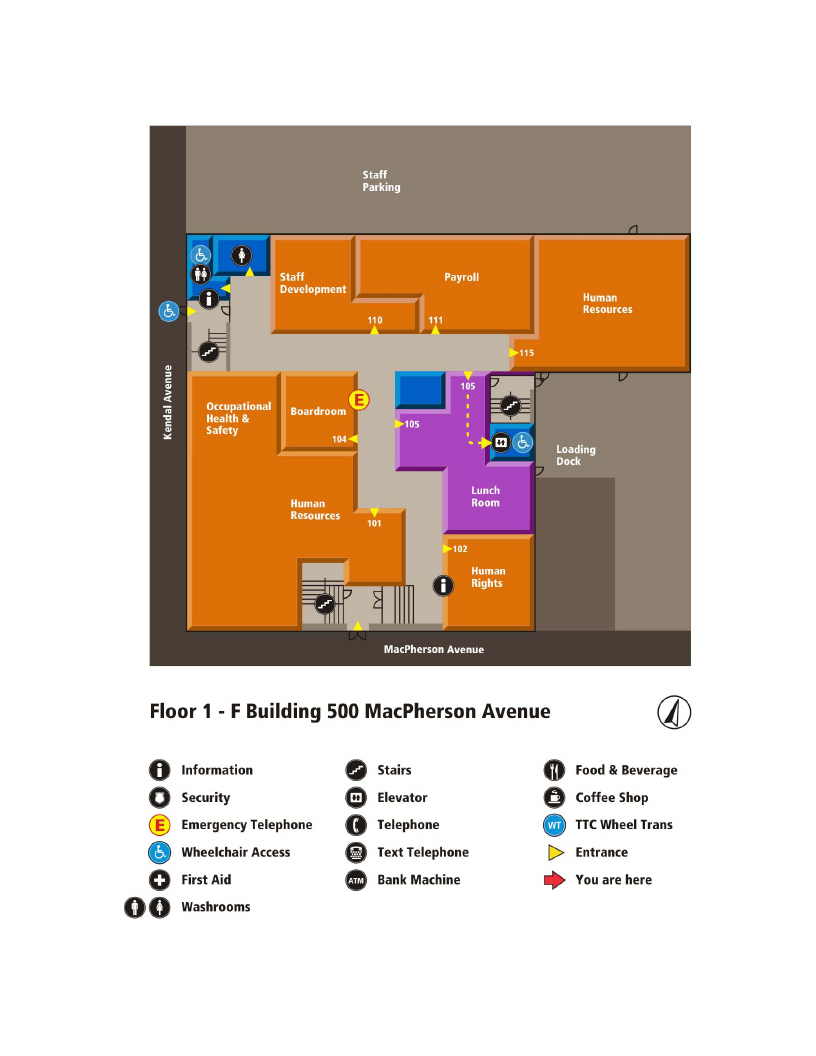 Staff
Parking
Staff
Development
Payroll
Human
Resources
110
111
115
Kendal Avenue
Occupational
Health &
Safety
Boardroom
E
104
105
105
Loading
Dock
Lunch
Room
Human
Resources
101
102
Human
Rights
MacPherson Avenue
Floor 1 - F Building 500 MacPherson Avenue
Information
Stairs
Food & Beverage
Security
Elevator
Coffee Shop
E Emergency Telephone
Telephone
WT TTC Wheel Trans
Wheelchair Access
Text Telephone
Entrance
First Aid
ATM Bank Machine
You are here
Washrooms